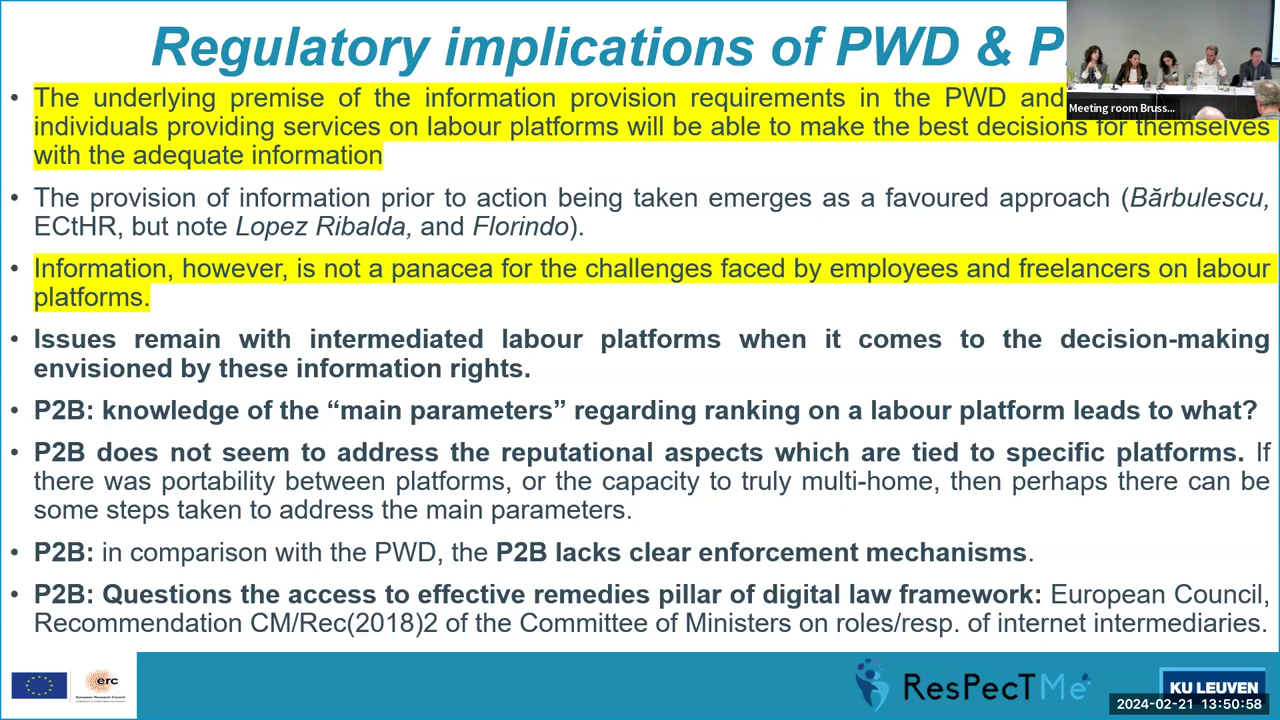 Regulatory implications of PWD & P
• The underlying premise of the information provision requirements in the PWD and
individuals providing services on labour platforms will be able to make the best decisions for themselves
with the adequate information
• The provision of information prior to action being taken emerges as a favoured approach (Bărbulescu,
ECtHR, but note Lopez Ribalda, and Florindo).
• Information, however, is not a panacea for the challenges faced by employees and freelancers on labour
platforms.
• Issues remain with intermediated labour platforms when it comes to the decision-making
envisioned by these information rights.
• P2B: knowledge of the “main parameters” regarding ranking on a labour platform leads to what?
• P2B does not seem to address the reputational aspects which are tied to specific platforms. If
there was portability between platforms, or the capacity to truly multi-home, then perhaps there can be
some steps taken to address the main parameters.
• P2B: in comparison with the PWD, the P2B lacks clear enforcement mechanisms.
• P2B: Questions the access to effective remedies pillar of digital law framework: European Council,
Recommendation CM/Rec(2018)2 of the Committee of Ministers on roles/resp. of internet intermediaries.
Meeting room Bruss...
erc
European Research Council
ResPecTMe
KU LEUVEN
2024-02-21 13:50:58